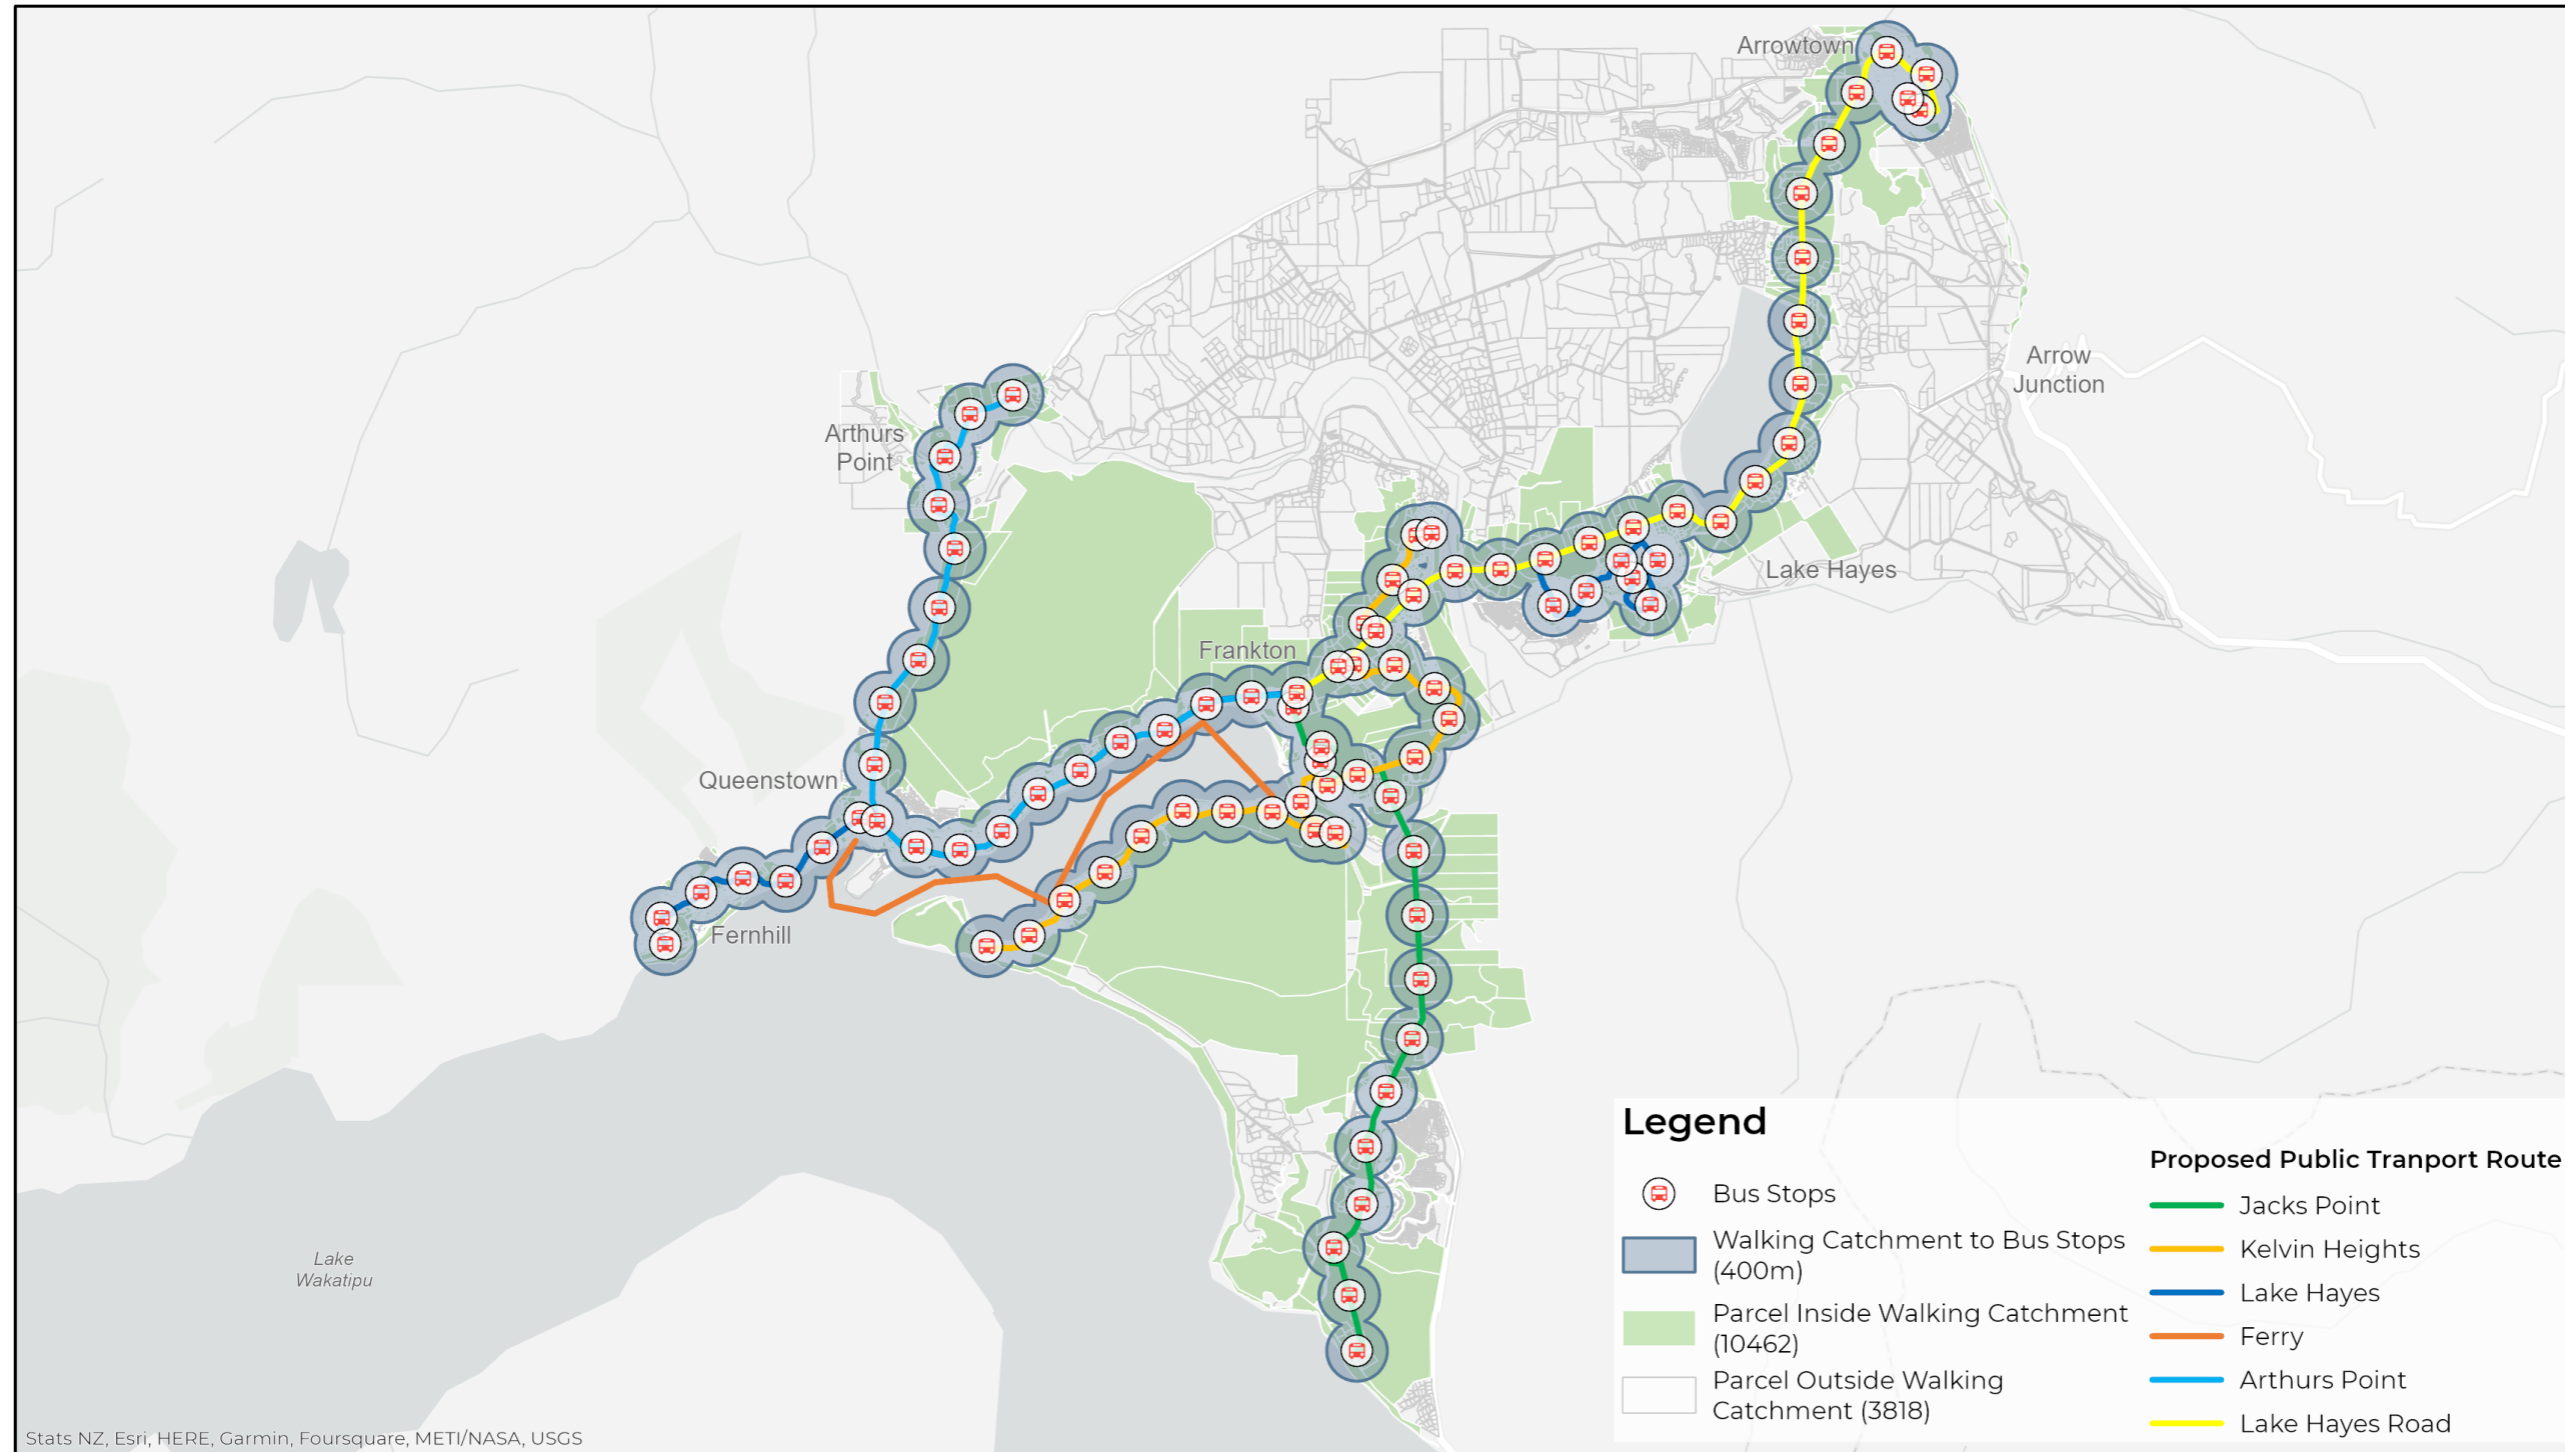 Arrowtown
Arrow
Junction
Arthurs
Point
Lake Hayes
Frankton
Queenstown
Fernhill
Lake
Wakatipu
Legend
Bus Stops
Walking Catchment to Bus Stops
(400m)
Parcel Inside Walking Catchment
(10462)
Parcel Outside Walking
Catchment (3818)
Proposed Public Tranport Route
Jacks Point
Kelvin Heights
Lake Hayes
Ferry
Arthurs Point
Lake Hayes Road
Stats NZ, Esri, HERE, Garmin, Foursquare, METI/NASA, USGS